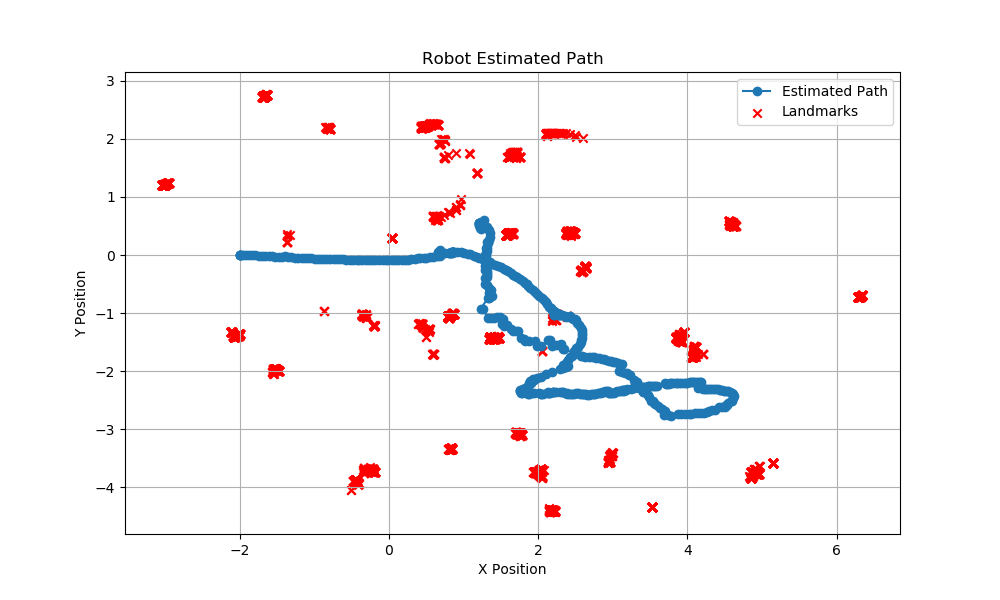 Robot Estimated Path
Estimated Path
Landmarks
3
2
1
0
−1
−2
−3
−4
Y Position
−2 0 2 4 6
X Position